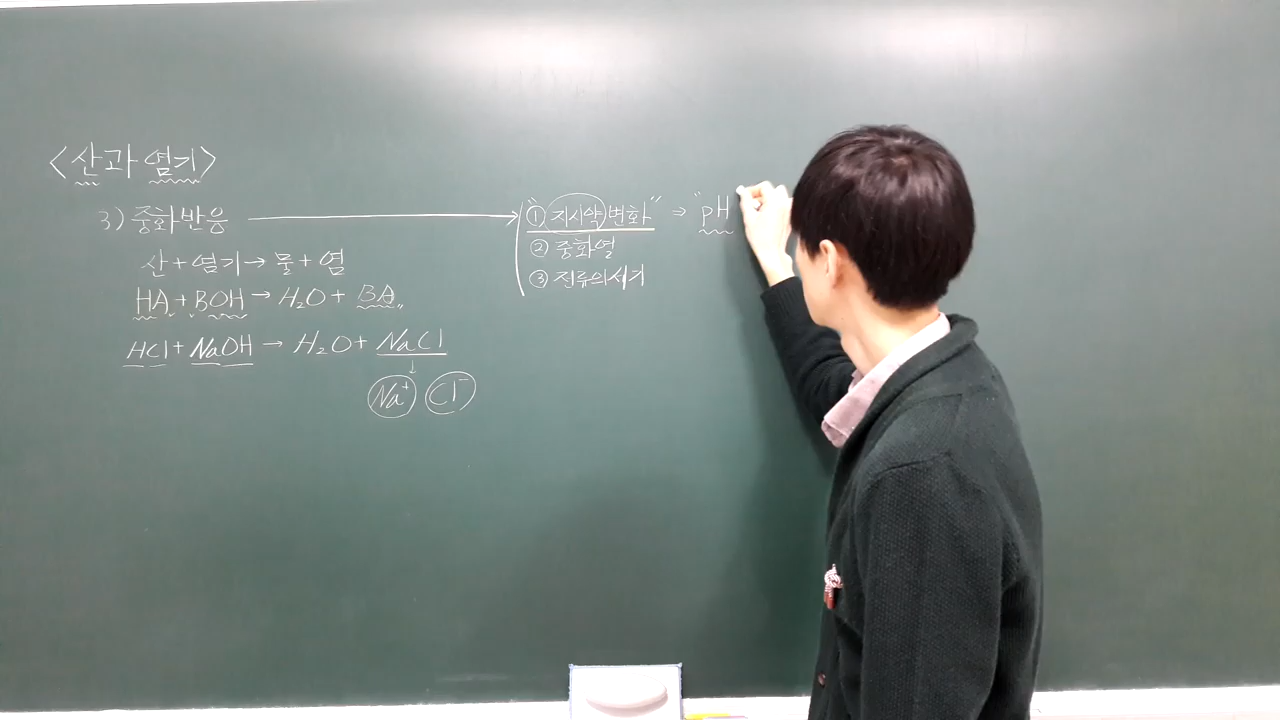 <산과 염기>
3) 중화반응 → "① 지시약 변화" ⇒ "pH
② 중화열
③ 전류의 세기
산 + 염기 → 물 + 염
HA + BOH → H₂O + BA
HCl + NaOH → H₂O + NaCl
↓
Na⁺ Cl⁻